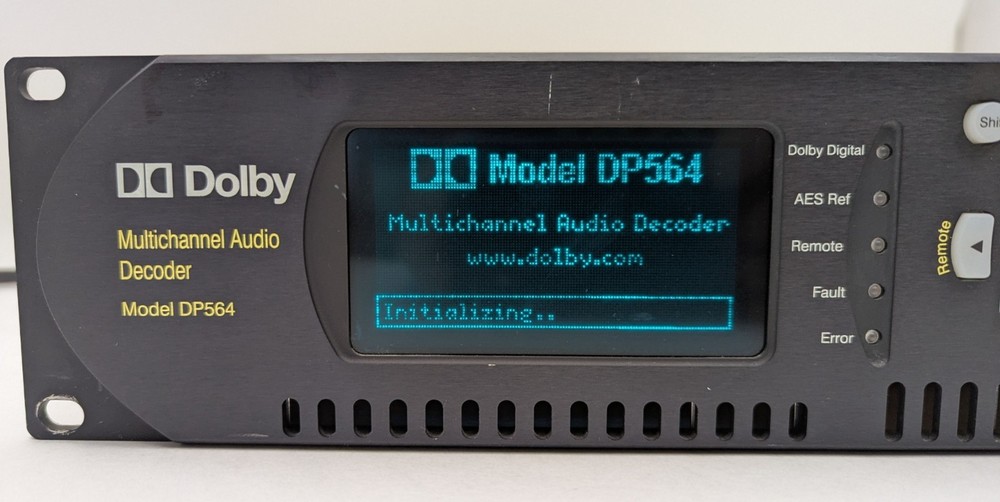 Dolby
Multichannel Audio
Decoder
Model DP564
Model DP564
Multichannel Audio Decoder
www.dolby.com
Initializing..
Dolby Digital
AES Ref
Remote
Fault
Error
Remote